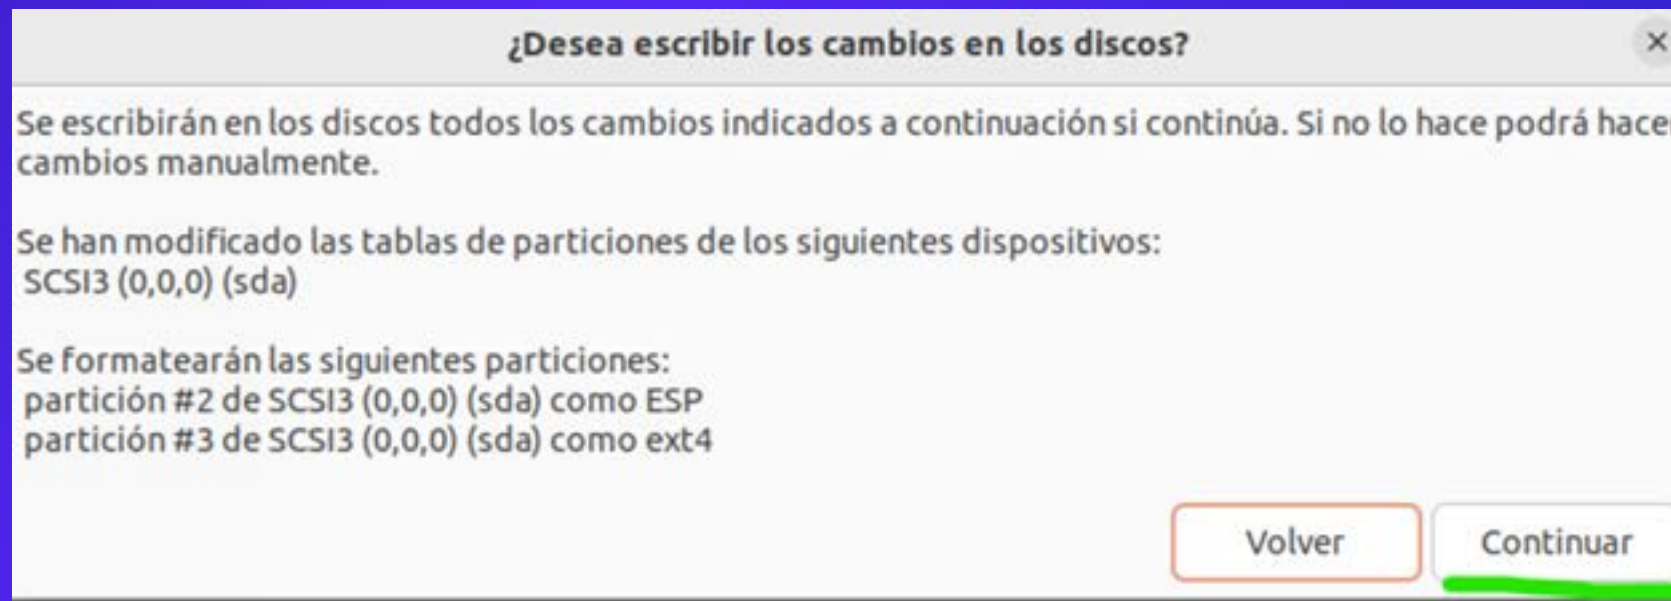 ¿Desea escribir los cambios en los discos?
Se escribirán en los discos todos los cambios indicados a continuación si continúa. Si no lo hace podrá hacer
cambios manualmente.
Se han modificado las tablas de particiones de los siguientes dispositivos:
SCSI3 (0,0,0) (sda)
Se formatearán las siguientes particiones:
partición #2 de SCSI3 (0,0,0) (sda) como ESP
partición #3 de SCSI3 (0,0,0) (sda) como ext4
Volver
Continuar